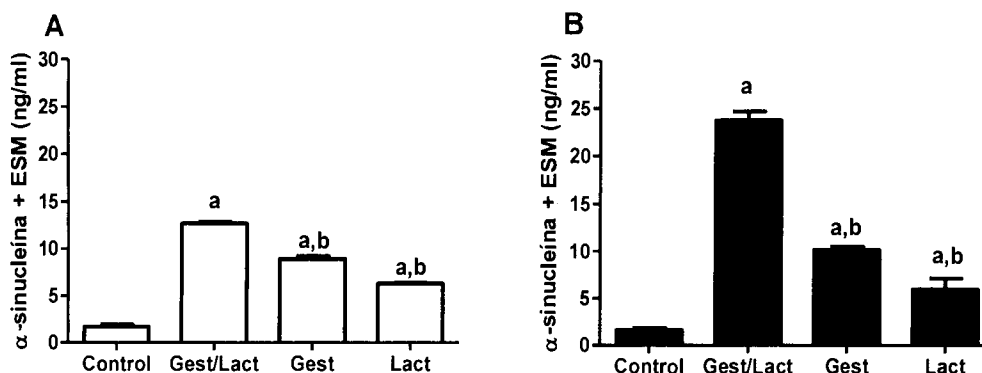 A
α-sinucleína + ESM (ng/ml)
30
25
20
15
10
5
0
a
a,b
a,b
Control Gest/Lact Gest Lact
B
α-sinucleína + ESM (ng/ml)
30
25
20
15
10
5
0
a
a,b
a,b
Control Gest/Lact Gest Lact